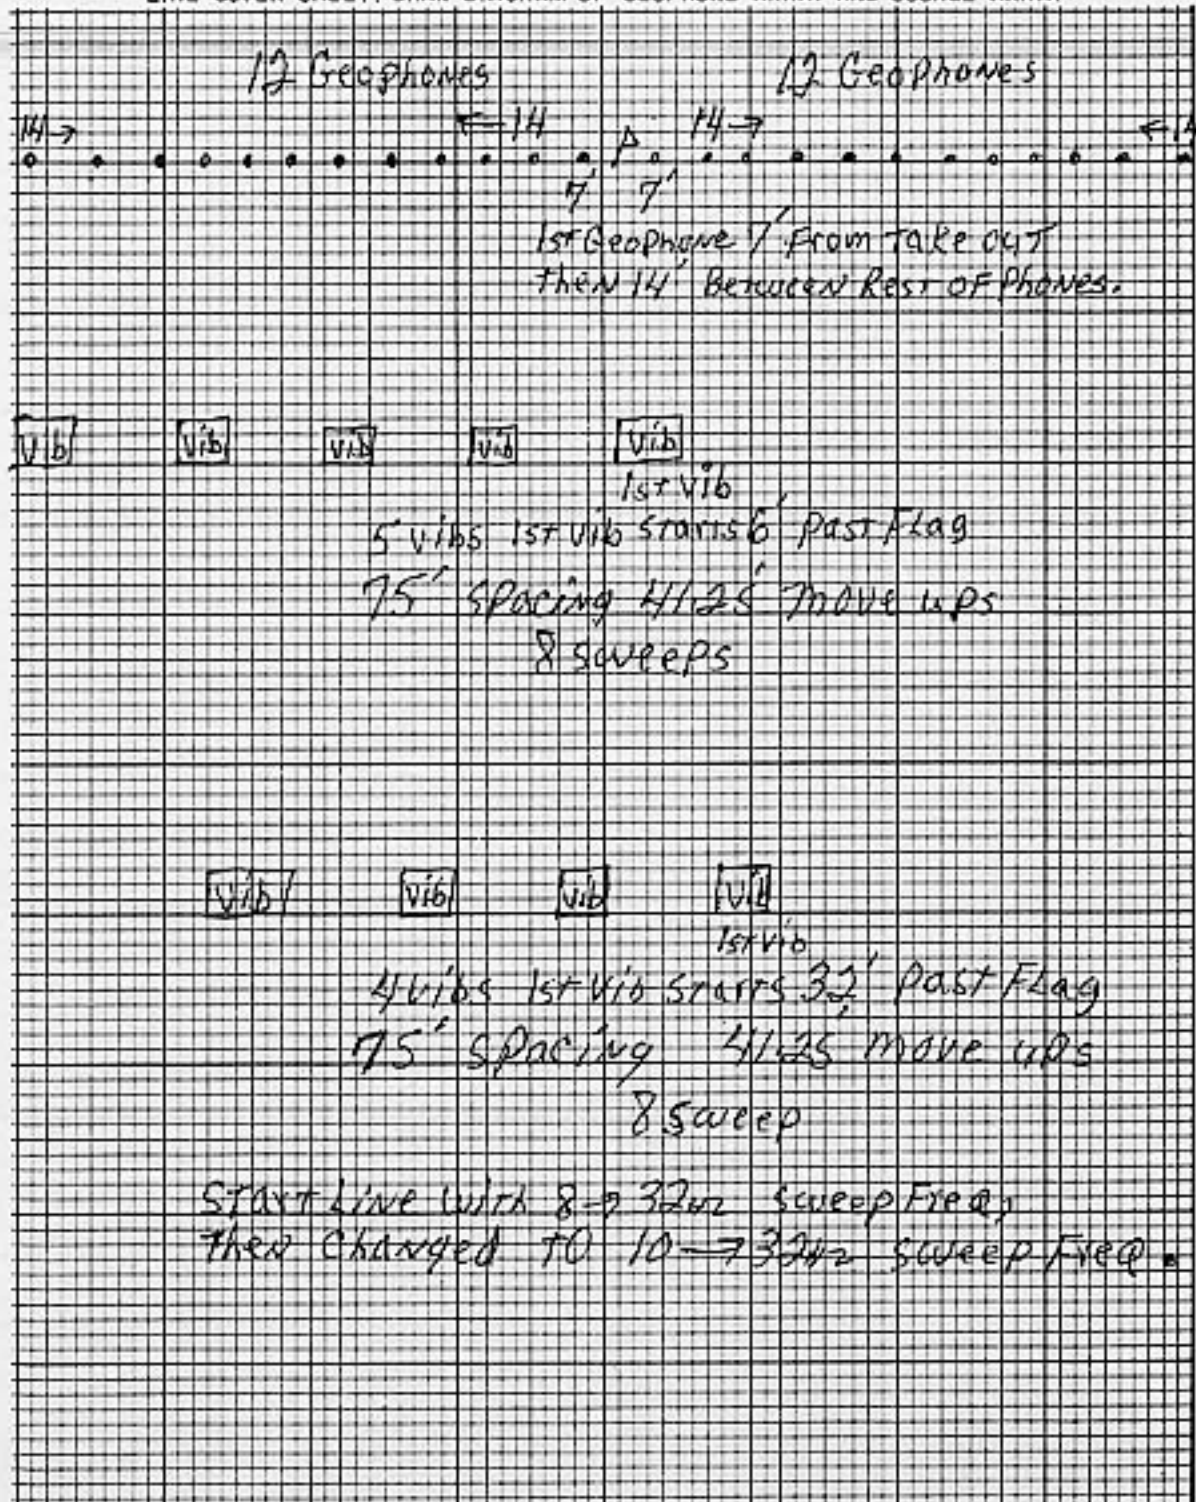 12 Geophones 12 Geophones
14→ ←14 14→ ←14
7' 7'
1st Geophone 7' From Take out
then 14' Between Rest of Phones.
Vib Vib Vib Vib Vib
1st vib
5 vibs 1st vib starts 6' past Flag
75' spacing 41.25' move ups
8 sweeps
Vib Vib Vib Vib
1st vib
4 vibs 1st vib starts 32' past Flag
75' spacing 41.25' move ups
8 sweep
Start Line with 8→32Hz sweep Freq,
then changed to 10→32Hz sweep Freq.